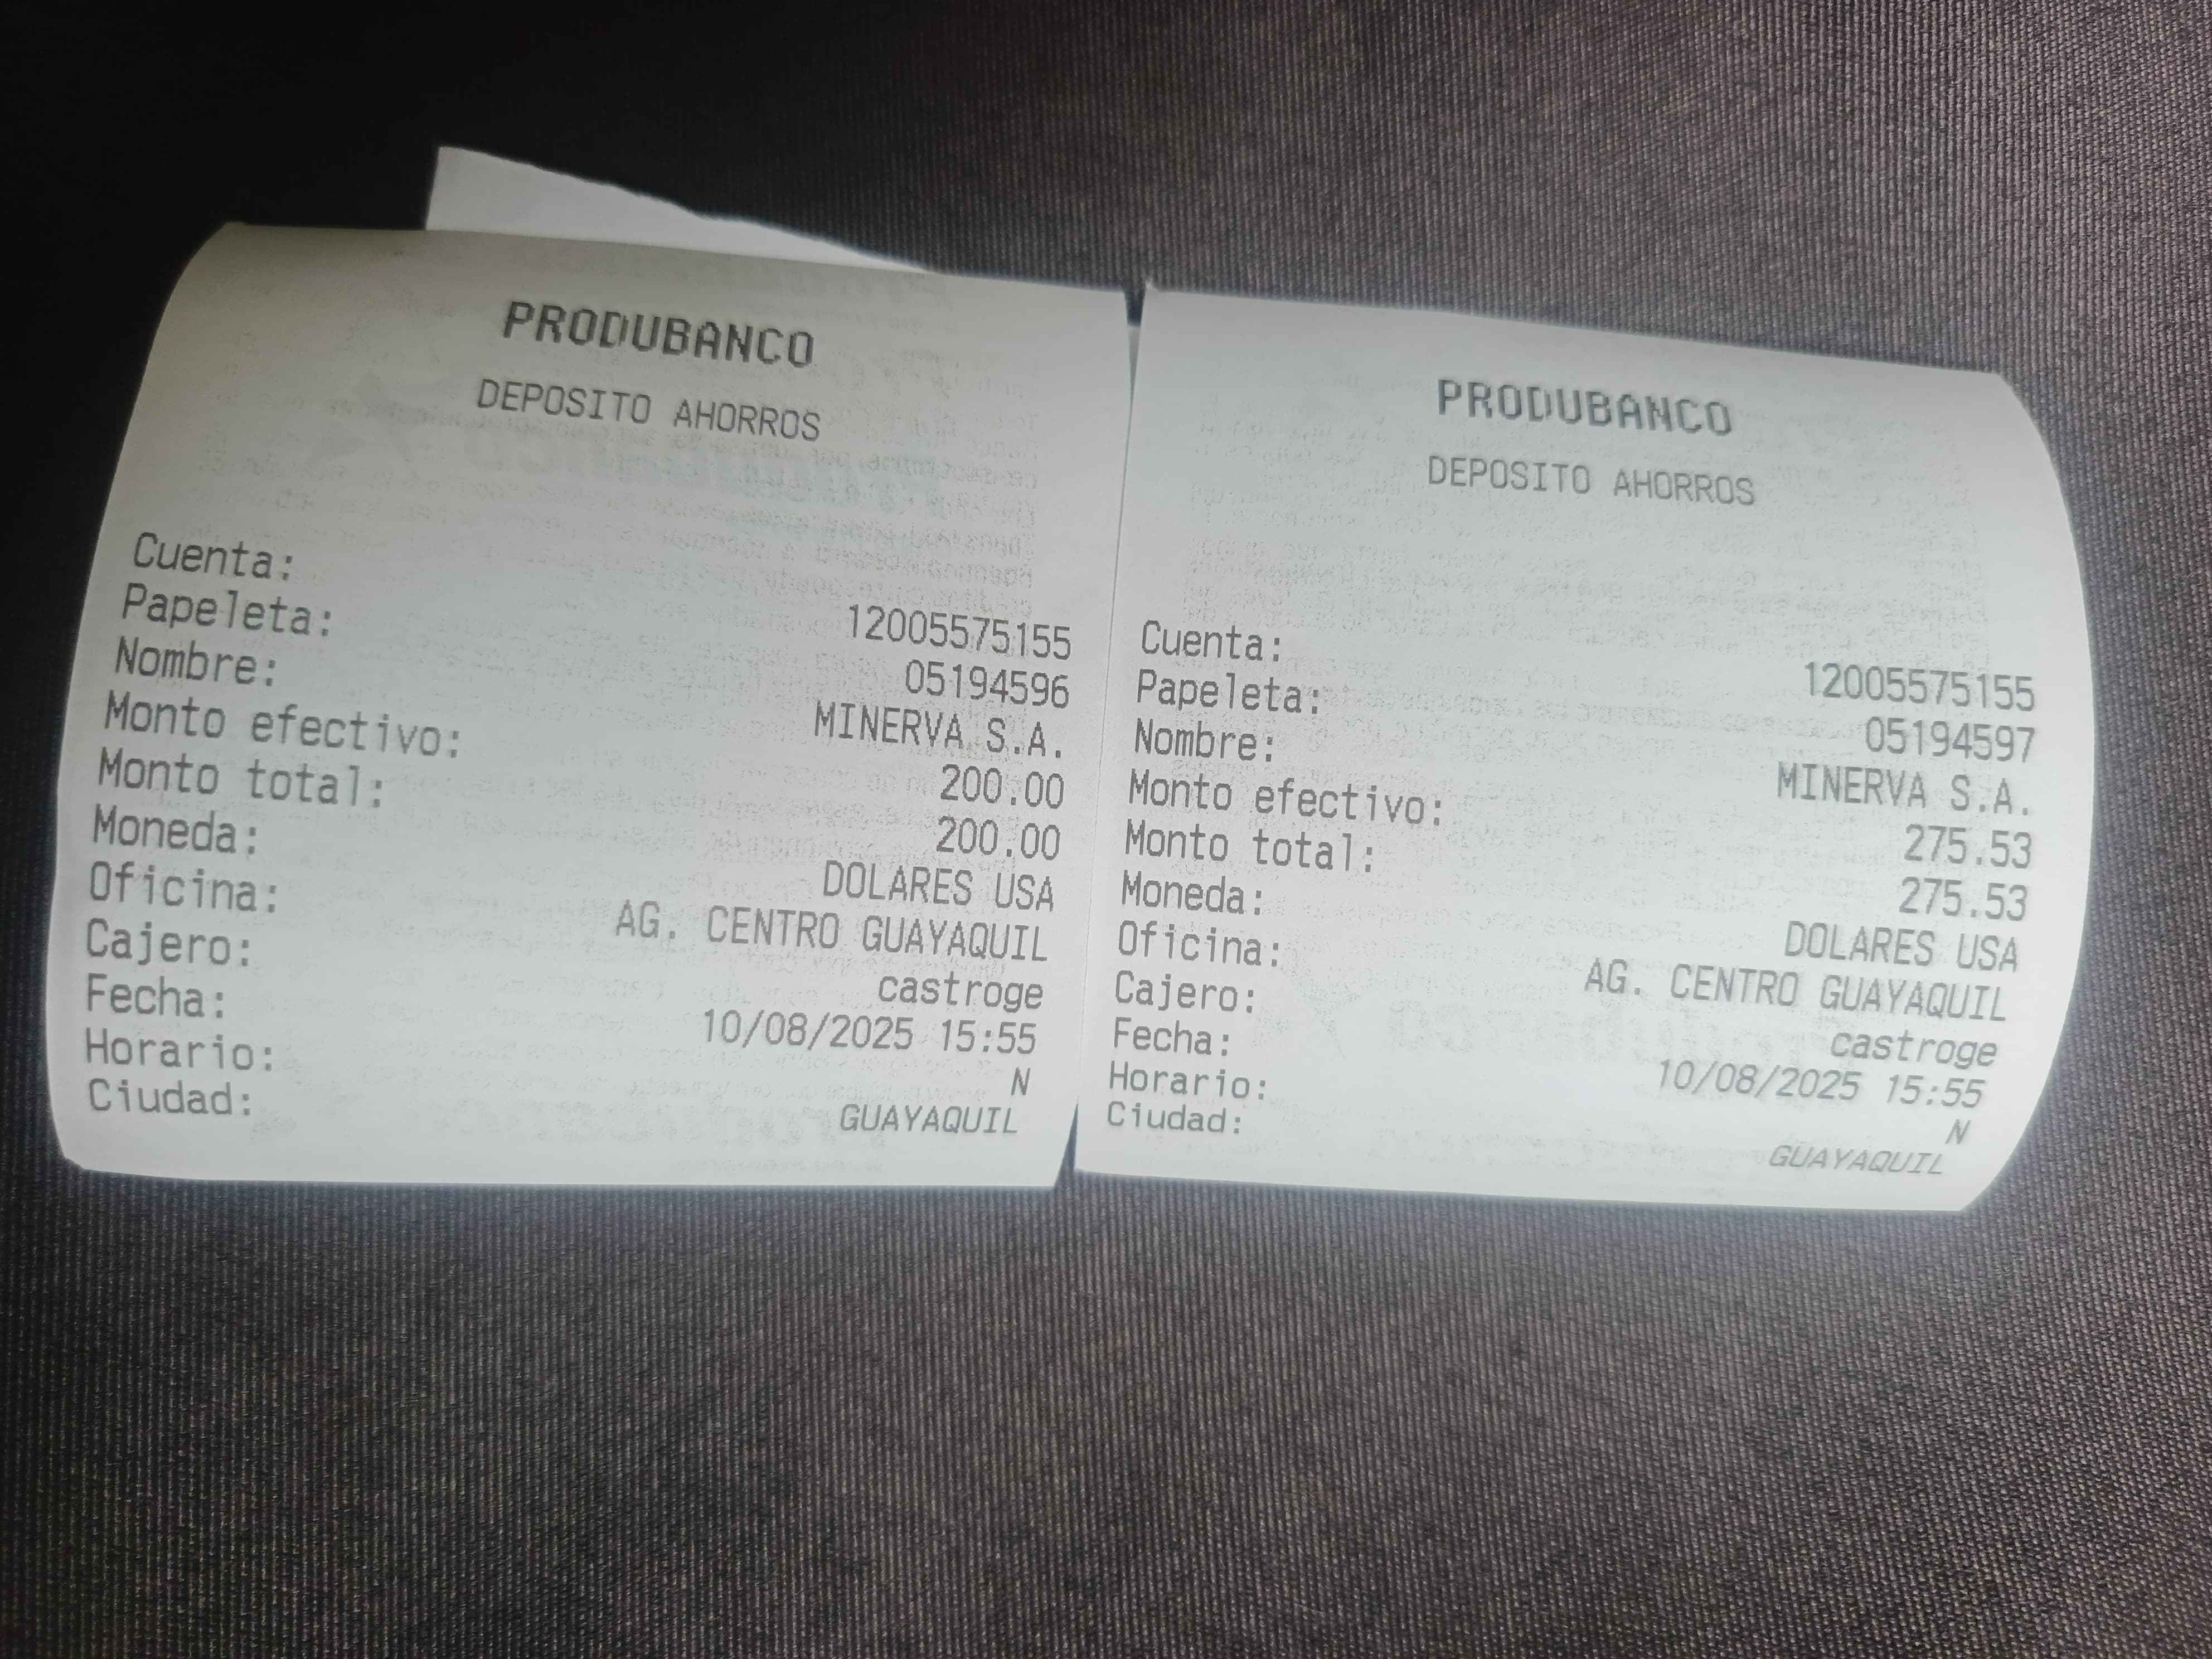 PRODUBANCO
DEPOSITO AHORROS
Cuenta: 12005575155
Papeleta: 05194596
Nombre: MINERVA S.A.
Monto efectivo: 200.00
Monto total: 200.00
Moneda: DOLARES USA
Oficina: AG. CENTRO GUAYAQUIL
Cajero: castroge
Fecha: 10/08/2025 15:55
Horario: N
Ciudad: GUAYAQUIL
PRODUBANCO
DEPOSITO AHORROS
Cuenta: 12005575155
Papeleta: 05194597
Nombre: MINERVA S.A.
Monto efectivo: 275.53
Monto total: 275.53
Moneda: DOLARES USA
Oficina: AG. CENTRO GUAYAQUIL
Cajero: castroge
Fecha: 10/08/2025 15:55
Horario: N
Ciudad: GUAYAQUIL